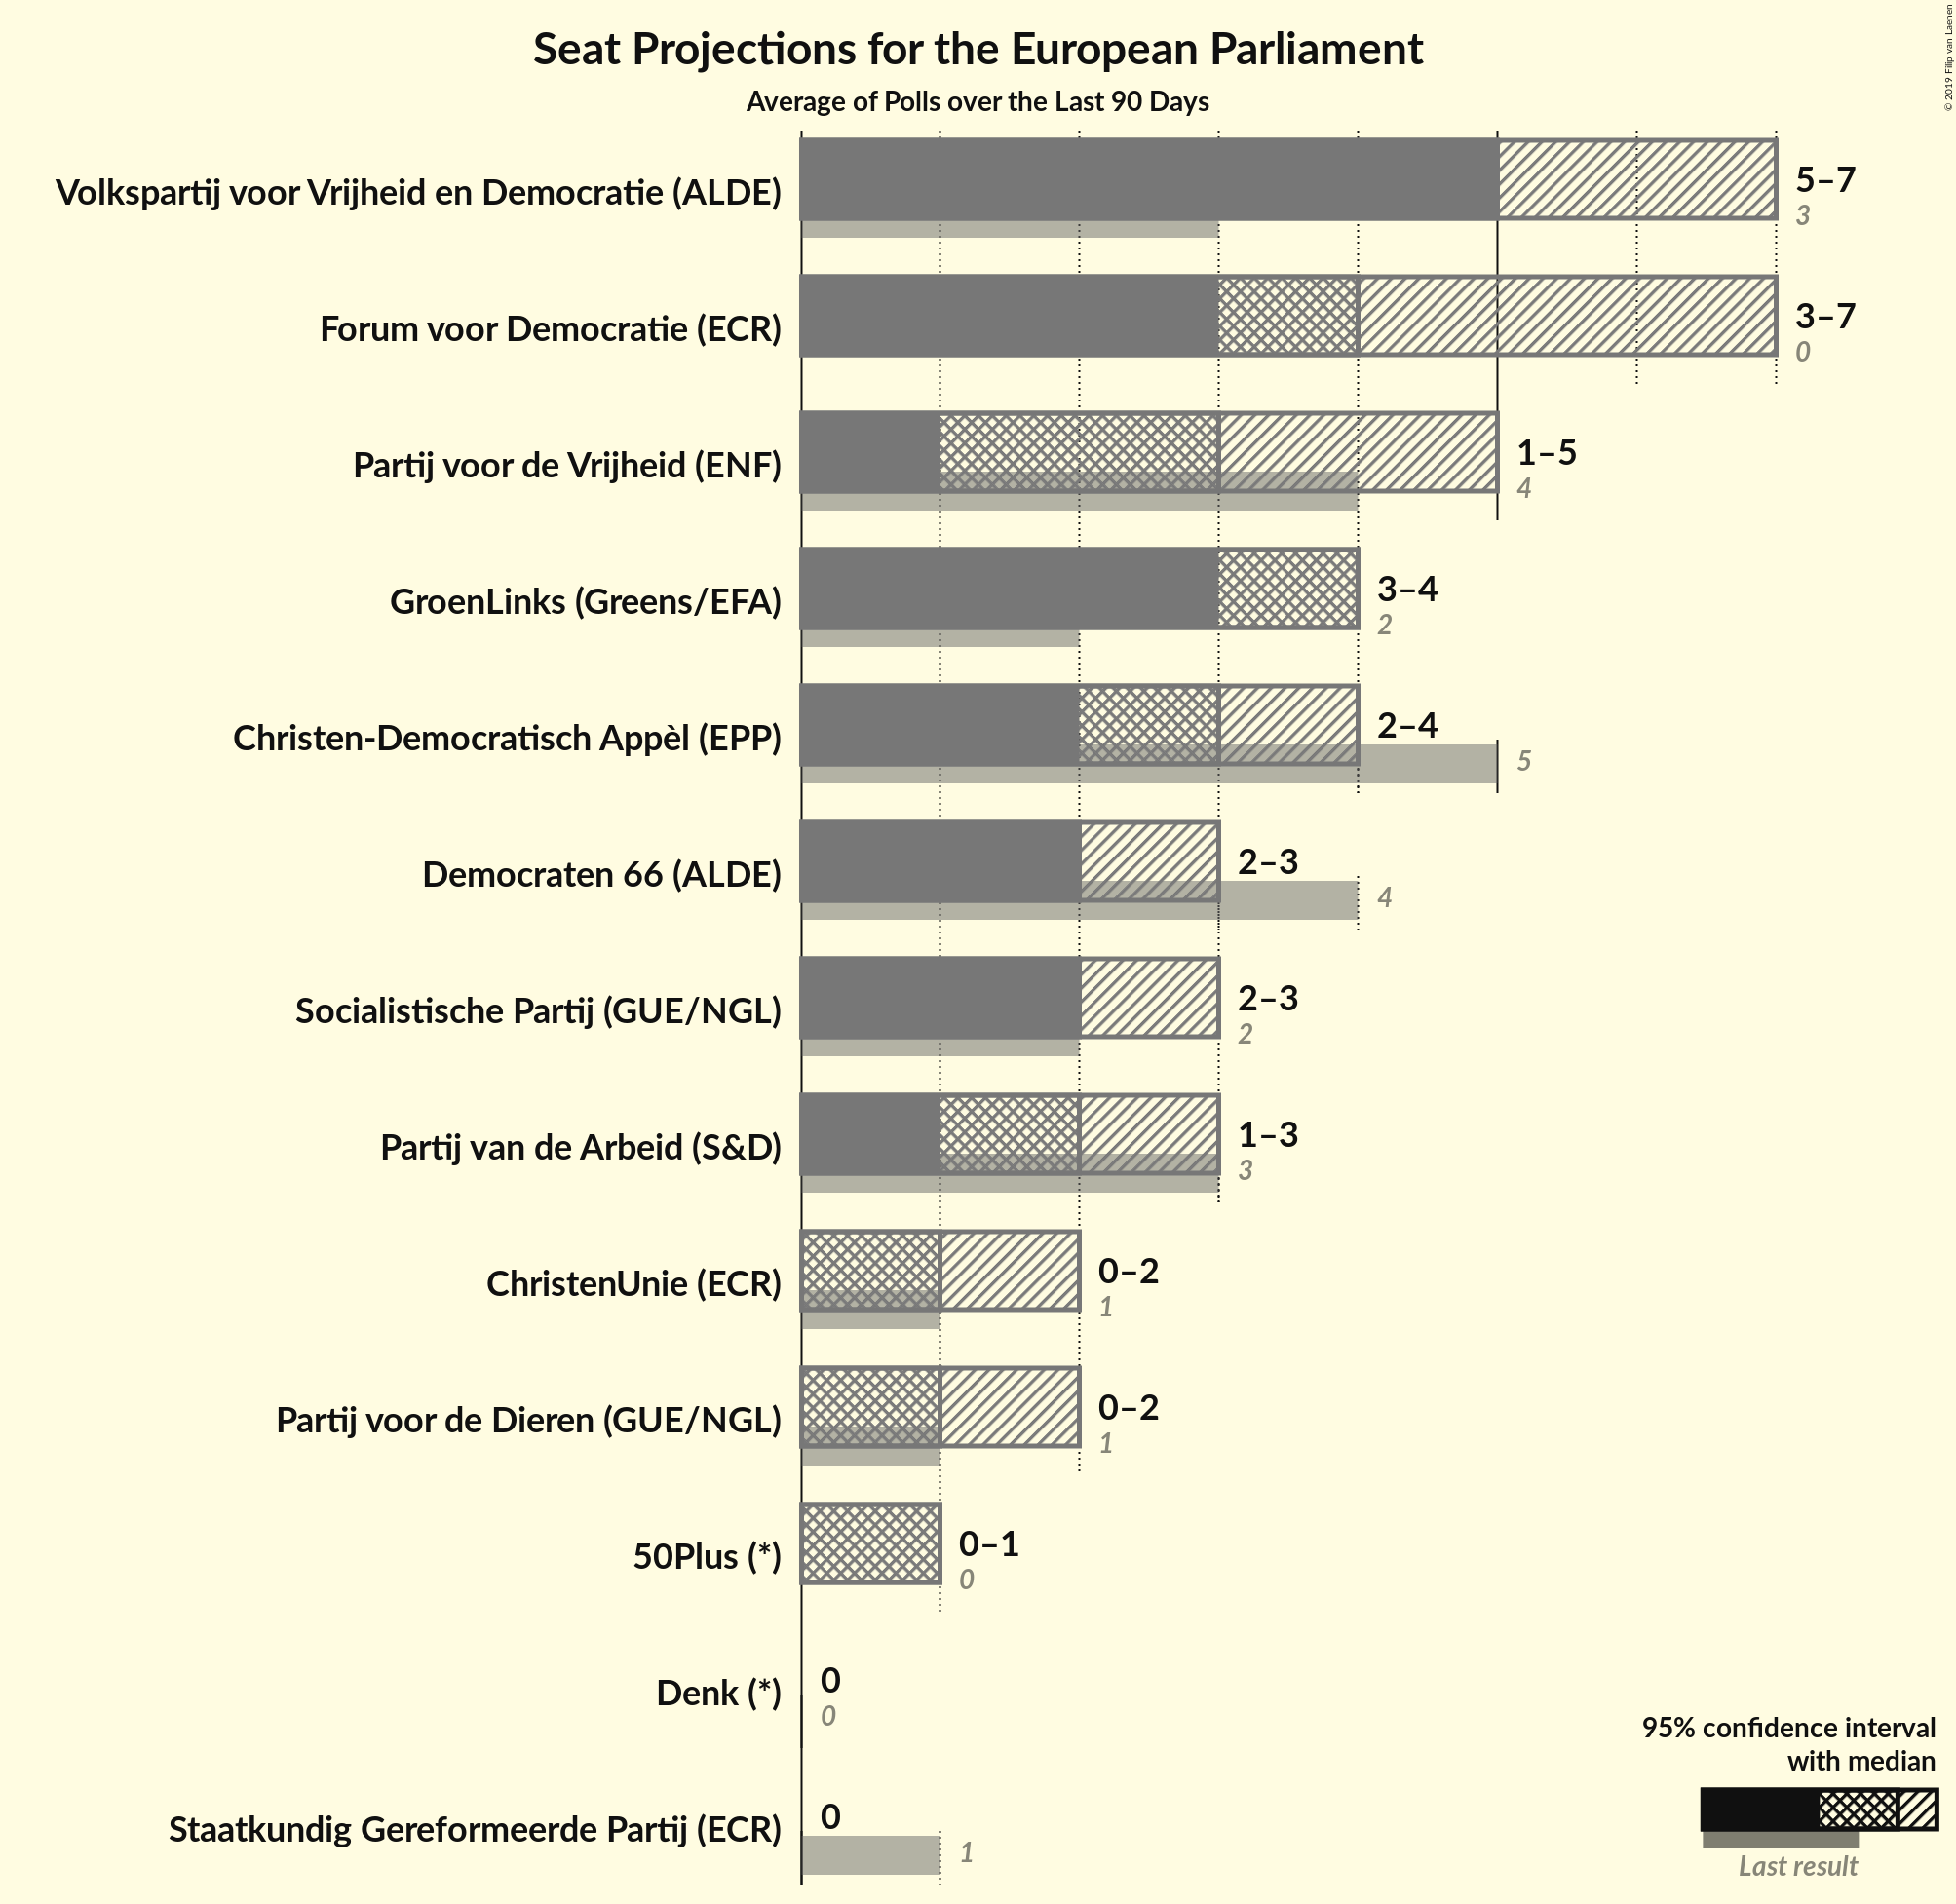 Seat Projections for the European Parliament
Average of Polls over the Last 90 Days
© 2019 Filip van Laenen
Volkspartij voor Vrijheid en Democratie (ALDE)
5–7
3
Forum voor Democratie (ECR)
3–7
0
Partij voor de Vrijheid (ENF)
1–5
4
GroenLinks (Greens/EFA)
3–4
2
Christen-Democratisch Appèl (EPP)
2–4
5
Democraten 66 (ALDE)
2–3
4
Socialistische Partij (GUE/NGL)
2–3
2
Partij van de Arbeid (S&D)
1–3
3
ChristenUnie (ECR)
0–2
1
Partij voor de Dieren (GUE/NGL)
0–2
1
50Plus (*)
0–1
0
Denk (*)
0
0
Staatkundig Gereformeerde Partij (ECR)
0
1
95% confidence interval
with median
Last result